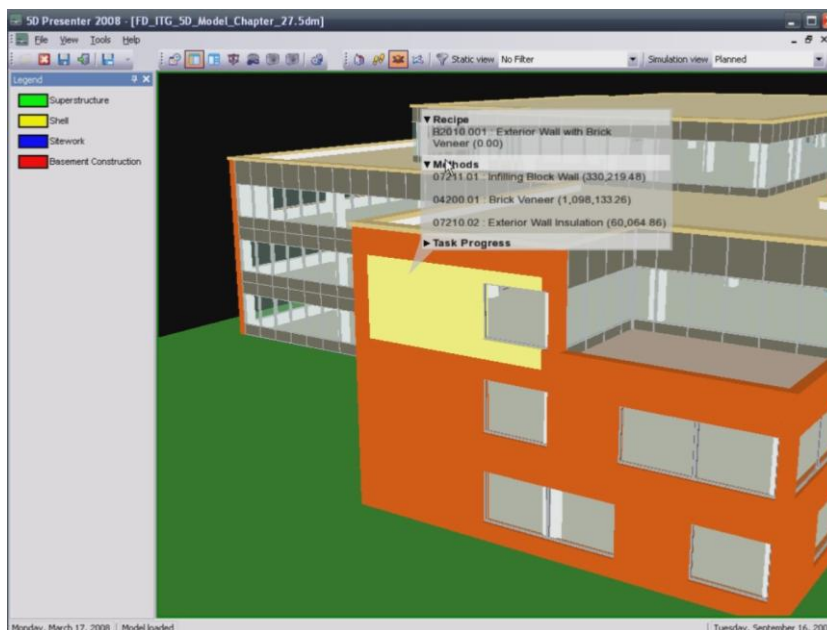 5D Presenter 2008 - [FD_ITG_5D_Model_Chapter_27.5dm]
File View Tools Help
Static view No Filter Simulation view Planned
Legend
Superstructure
Shell
Sitework
Basement Construction
Recipe
B2010.001 : Exterior Wall with Brick
Veneer (0.00)
Methods
07211.01 : Infilling Block Wall (330,219.48)
04200.01 : Brick Veneer (1,098,133.26)
07210.02 : Exterior Wall Insulation (60,064.86)
Task Progress
Monday, March 17, 2008 Model loaded
Tuesday, September 16, 200